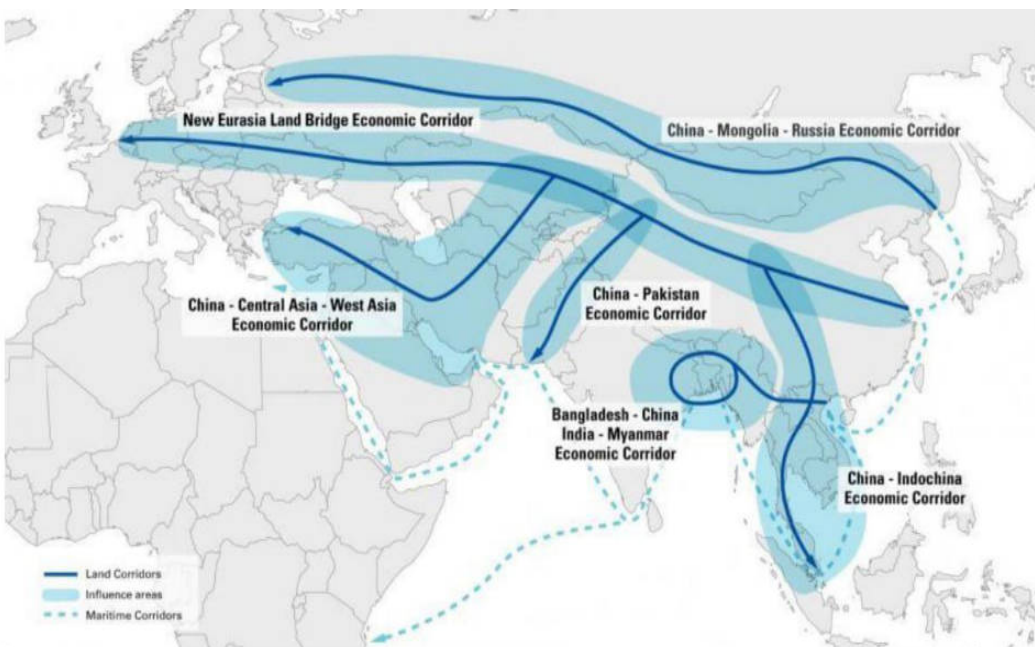 New Eurasia Land Bridge Economic Corridor
China - Mongolia - Russia Economic Corridor
China - Central Asia - West Asia
Economic Corridor
China - Pakistan
Economic Corridor
Bangladesh - China
India - Myanmar
Economic Corridor
China - Indochina
Economic Corridor
Land Corridors
Influence areas
Maritime Corridors